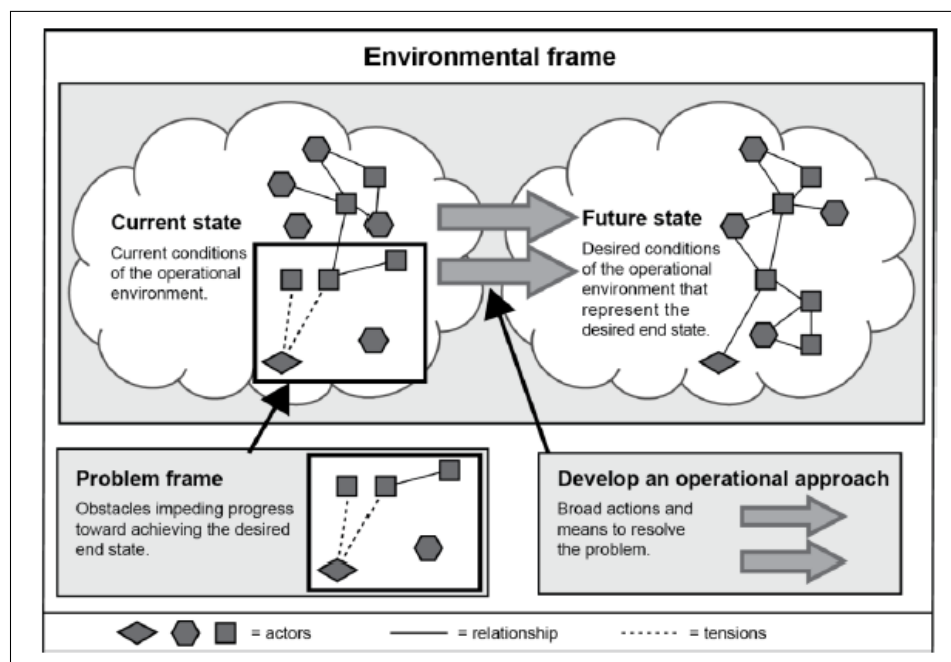 Environmental frame
Current state
Current conditions
of the operational
environment.
Future state
Desired conditions
of the operational
environment that
represent the
desired end state.
Problem frame
Obstacles impeding progress
toward achieving the desired
end state.
Develop an operational approach
Broad actions and
means to resolve
the problem.
= actors = relationship = tensions